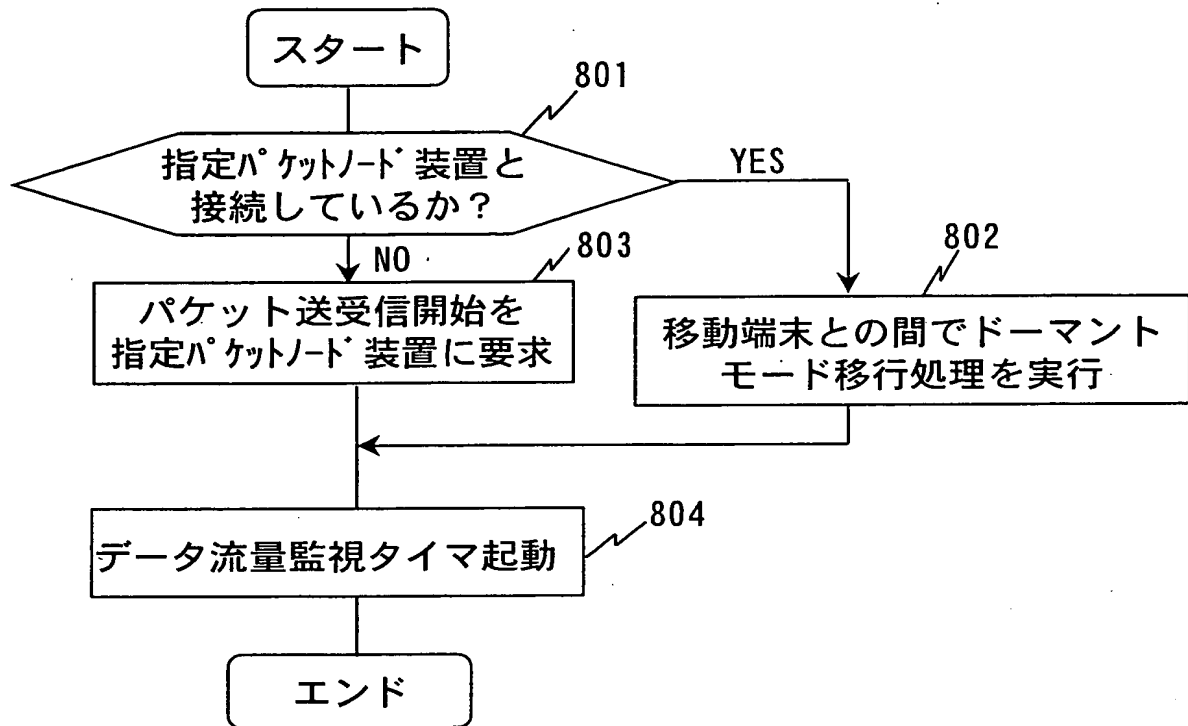 スタート
801
指定ﾊﾟｹｯﾄﾉｰﾄﾞ装置と
接続しているか？
YES
NO
803
802
パケット送受信開始を
指定ﾊﾟｹｯﾄﾉｰﾄﾞ装置に要求
移動端末との間でドーマント
モード移行処理を実行
804
データ流量監視タイマ起動
エンド